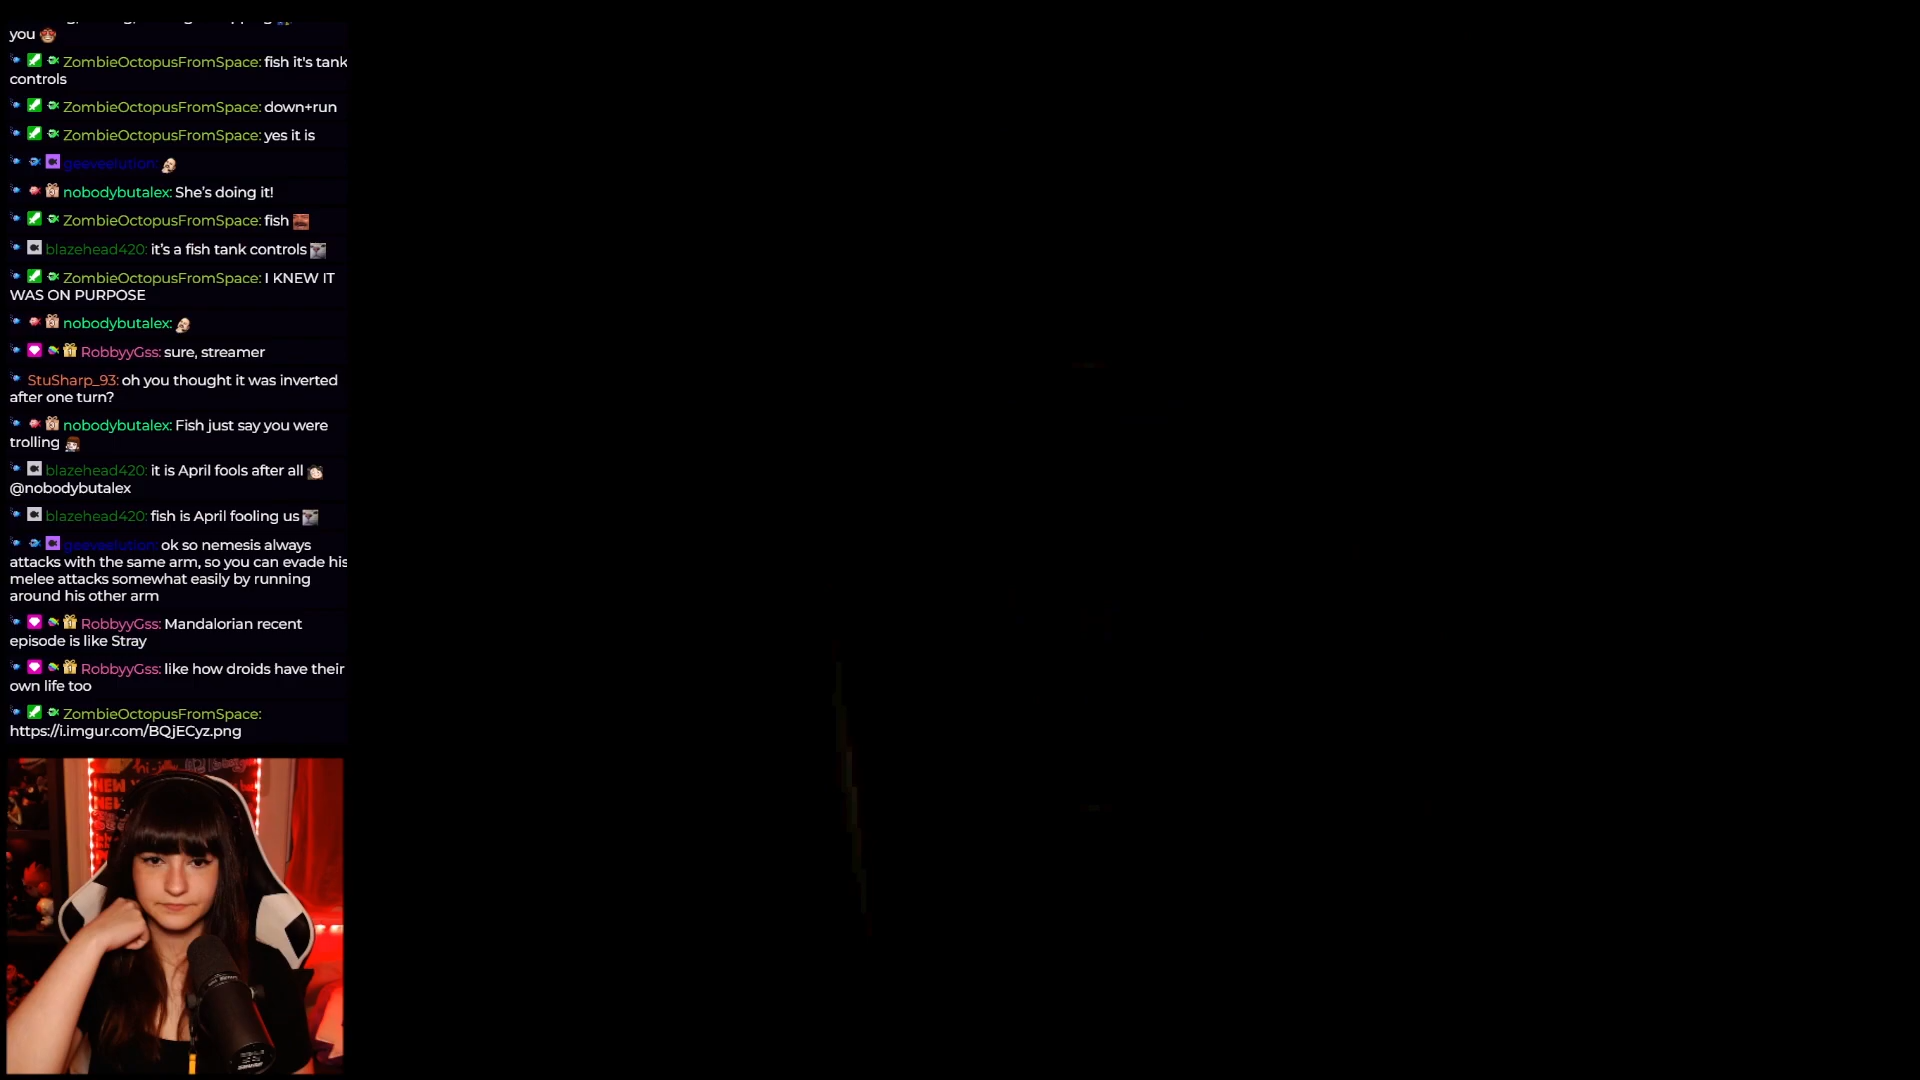 you
ZombieOctopusFromSpace: fish it's tank
controls
ZombieOctopusFromSpace: down+run
ZombieOctopusFromSpace: yes it is
geeveelution:
nobodybutalex: She's doing it!
ZombieOctopusFromSpace: fish
blazehead420: it's a fish tank controls
ZombieOctopusFromSpace: I KNEW IT
WAS ON PURPOSE
nobodybutalex:
RobbyyGss: sure, streamer
StuSharp_93: oh you thought it was inverted
after one turn?
nobodybutalex: Fish just say you were
trolling
blazehead420: it is April fools after all
@nobodybutalex
blazehead420: fish is April fooling us
geeveelution: ok so nemesis always
attacks with the same arm, so you can evade his
melee attacks somewhat easily by running
around his other arm
RobbyyGss: Mandalorian recent
episode is like Stray
RobbyyGss: like how droids have their
own life too
ZombieOctopusFromSpace:
https://i.imgur.com/BQjECyz.png
NEW